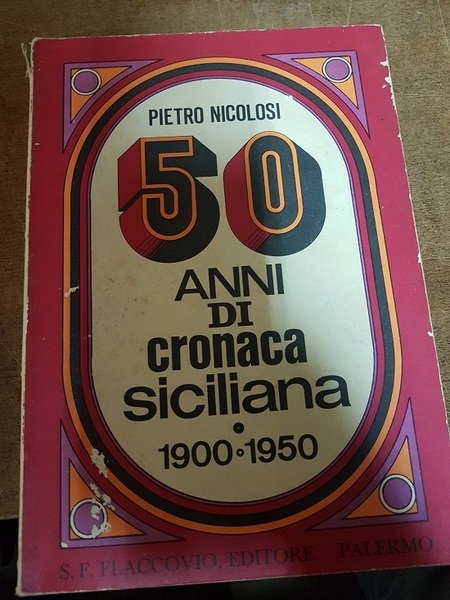 PIETRO NICOLOSI
50
ANNI
DI
cronaca
siciliana
1900 • 1950
S. F. FLACCOVIO, EDITORE - PALERMO